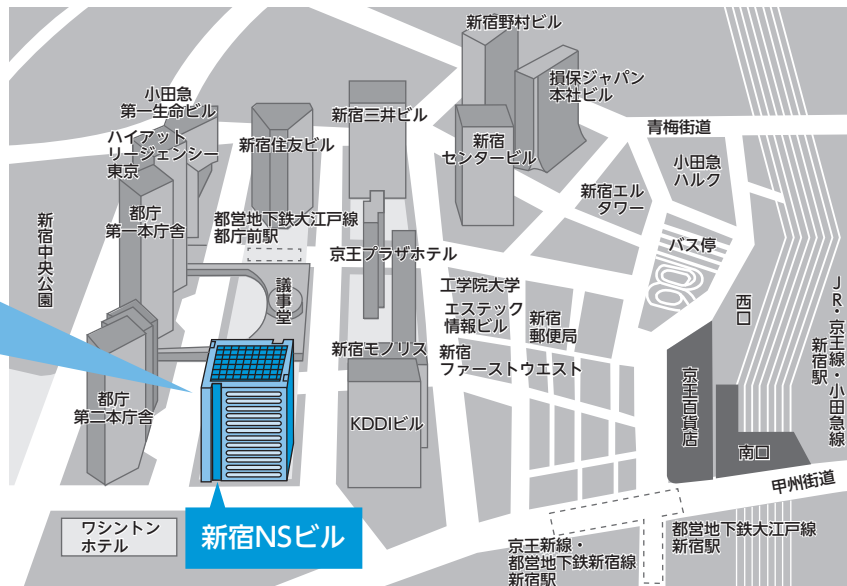 新宿野村ビル
損保ジャパン
本社ビル
小田急
第一生命ビル
新宿三井ビル
ハイアット
リージェンシー
東京
新宿住友ビル
新宿
センタービル
青梅街道
小田急
ハルク
新宿エル
タワー
新宿中央公園
都庁
第一本庁舎
都営地下鉄大江戸線
都庁前駅
京王プラザホテル
バス停
議事堂
工学院大学
エステック
情報ビル
新宿
郵便局
西口
JR・京王線・小田急線
新宿駅
新宿モノリス
新宿
ファーストウエスト
京王百貨店
都庁
第二本庁舎
KDDIビル
南口
甲州街道
ワシントン
ホテル
新宿NSビル
京王新線・
都営地下鉄新宿線
新宿駅
都営地下鉄大江戸線
新宿駅